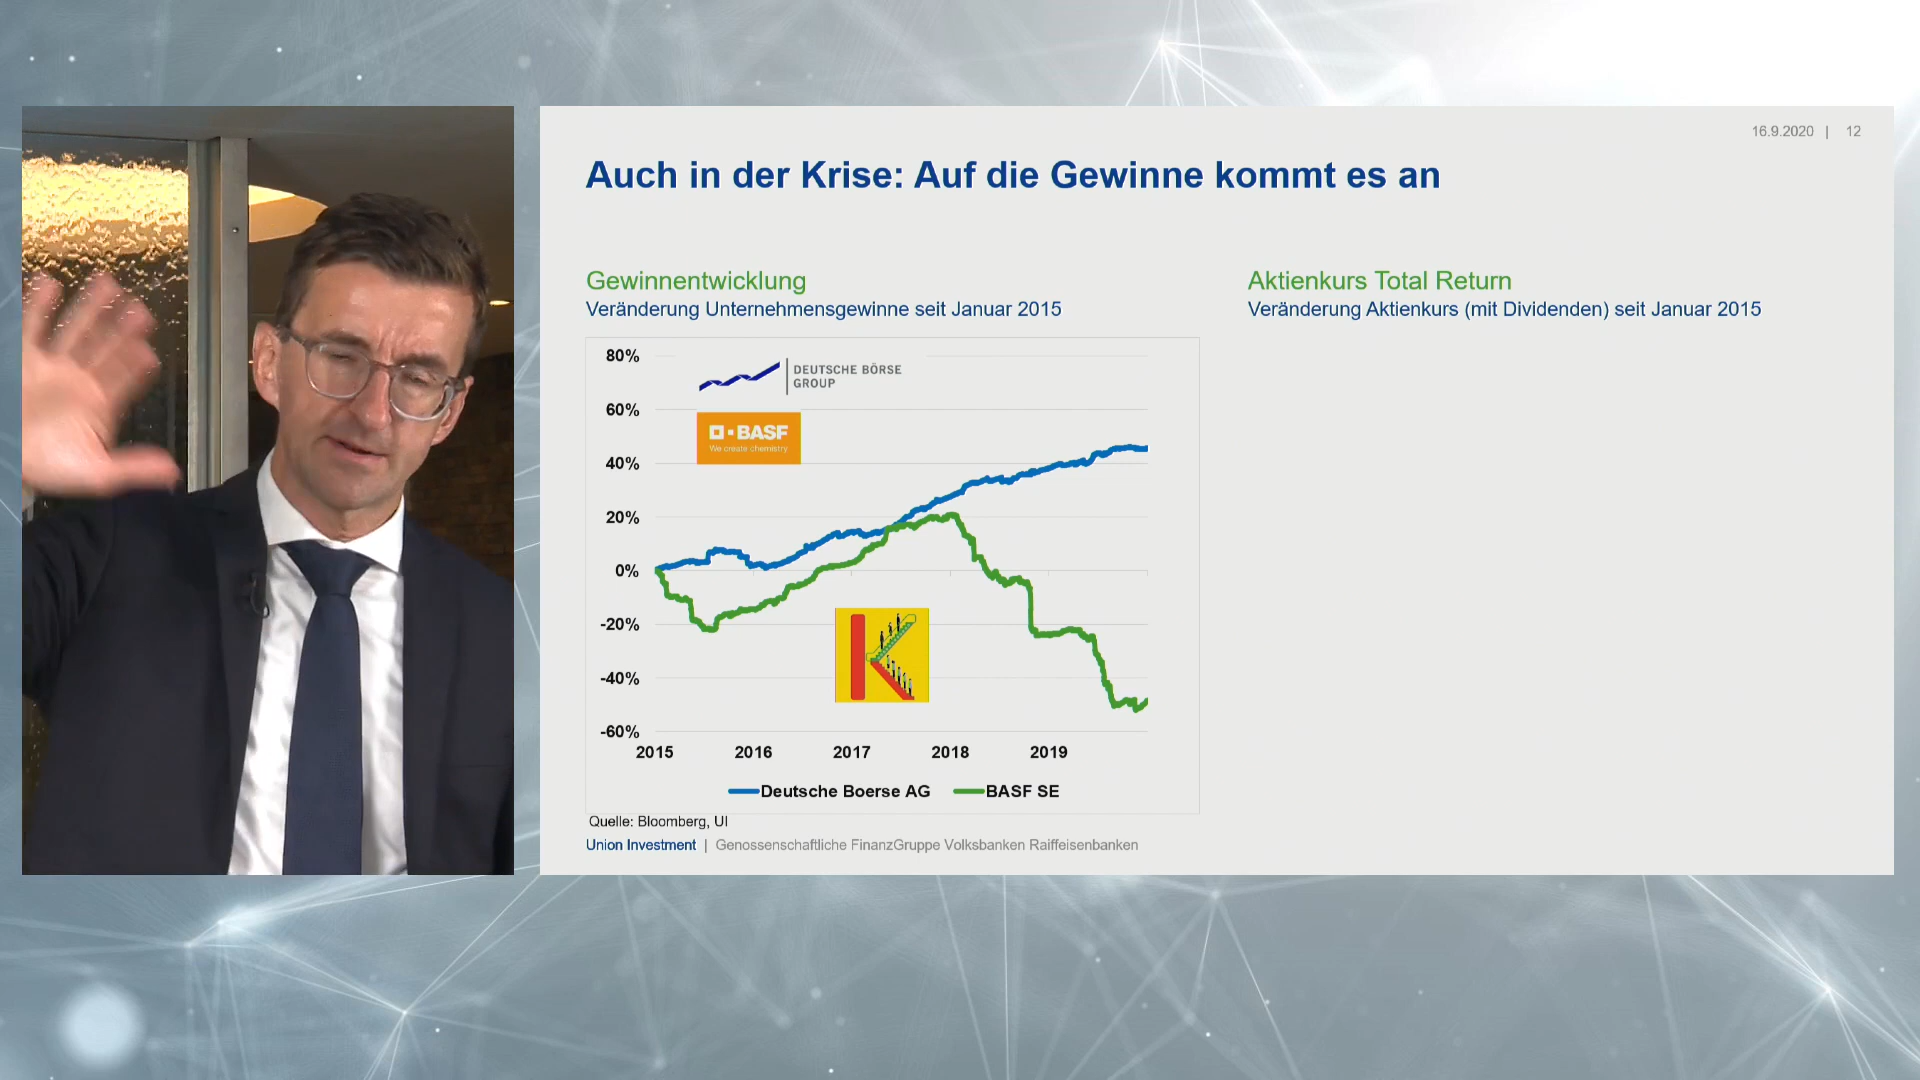 16.9.2020 | 12
Auch in der Krise: Auf die Gewinne kommt es an
Gewinnentwicklung
Veränderung Unternehmensgewinne seit Januar 2015
Aktienkurs Total Return
Veränderung Aktienkurs (mit Dividenden) seit Januar 2015
80%
60%
40%
20%
0%
-20%
-40%
-60%
DEUTSCHE BÖRSE
GROUP
BASF
We create chemistry
K
2015 2016 2017 2018 2019
Deutsche Boerse AG BASF SE
Quelle: Bloomberg, UI
Union Investment | Genossenschaftliche FinanzGruppe Volksbanken Raiffeisenbanken